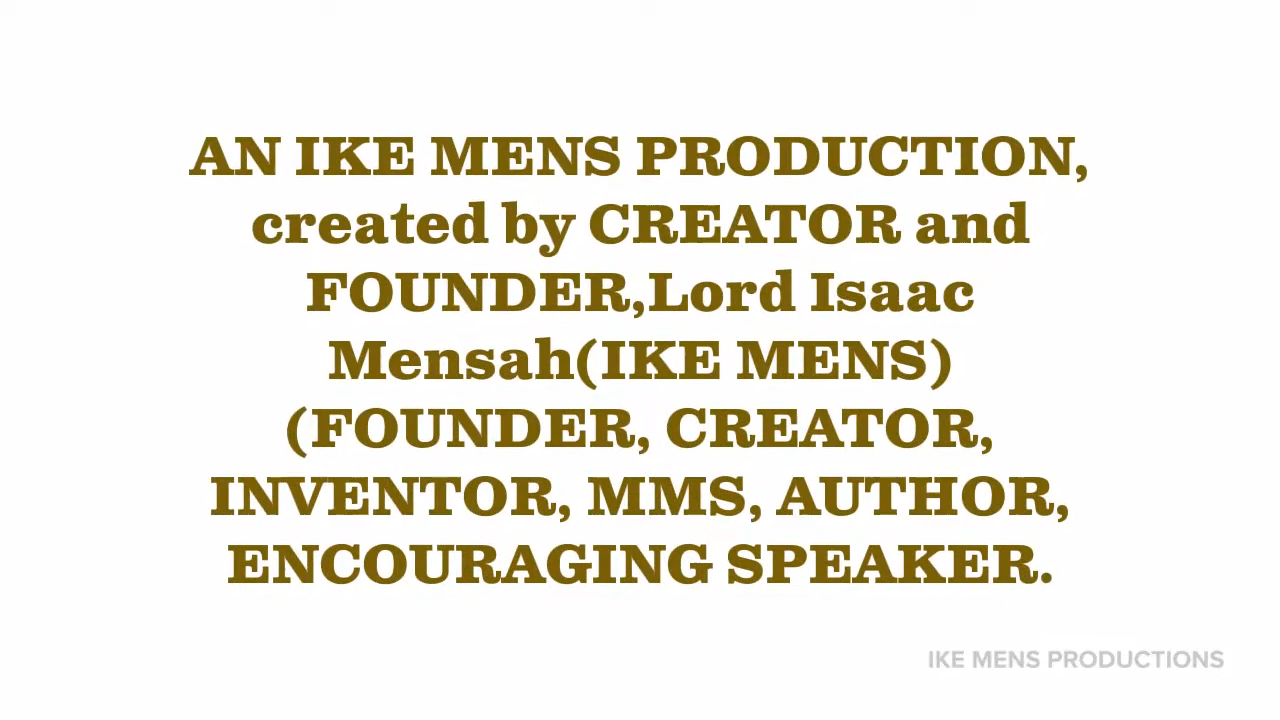 AN IKE MENS PRODUCTION,
created by CREATOR and
FOUNDER,Lord Isaac
Mensah(IKE MENS)
(FOUNDER, CREATOR,
INVENTOR, MMS, AUTHOR,
ENCOURAGING SPEAKER.
IKE MENS PRODUCTIONS